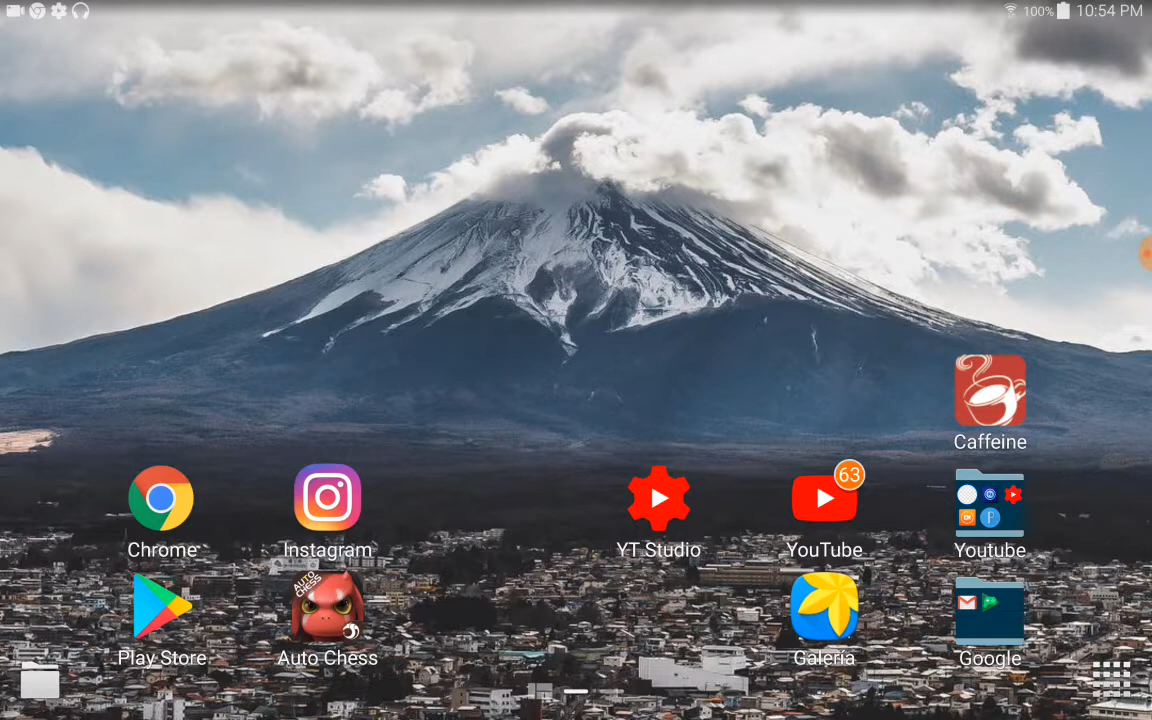 100% 10:54 PM
Caffeine
63
Chrome
Instagram
YT Studio
YouTube
Youtube
AUTO CHESS
Play Store
Auto Chess
Galería
Google